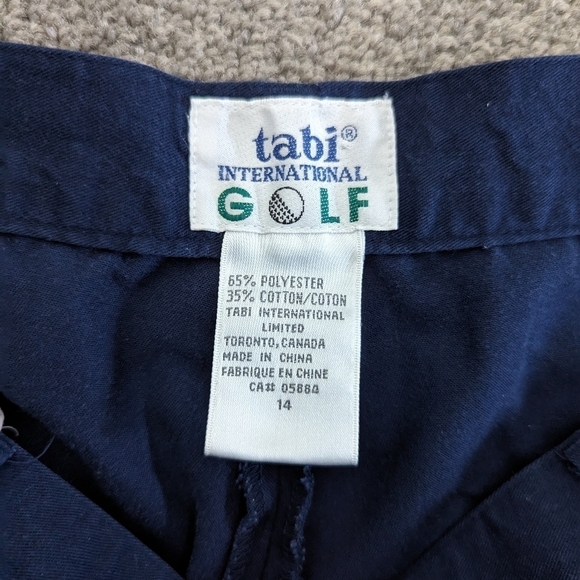 tabi®
INTERNATIONAL
GOLF
65% POLYESTER
35% COTTON/COTON
TABI INTERNATIONAL
LIMITED
TORONTO, CANADA
MADE IN CHINA
FABRIQUE EN CHINE
CA# 05884
14